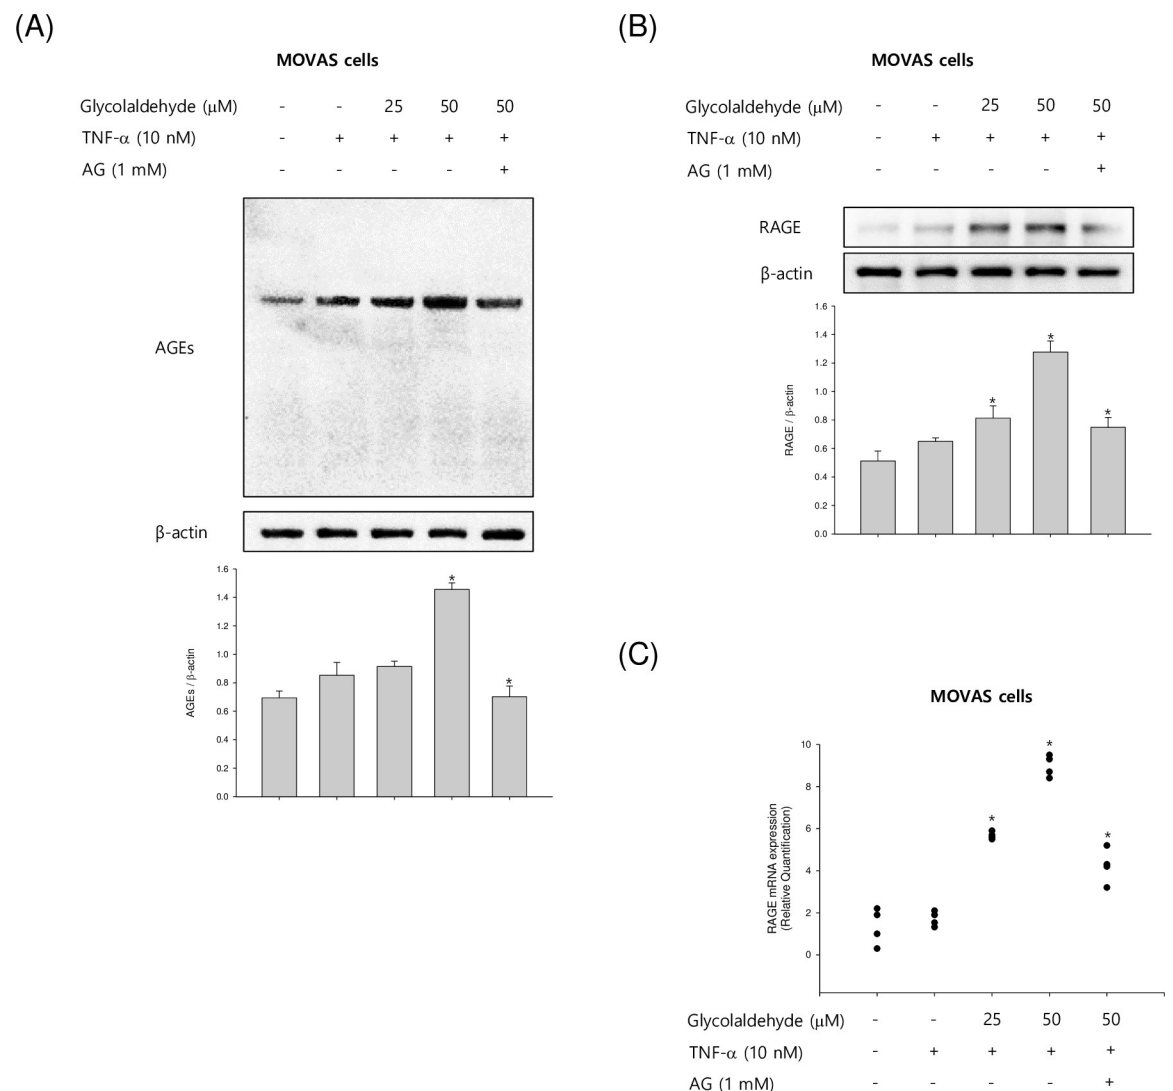 (A)
MOVAS cells
Glycolaldehyde (μM) - - 25 50 50
TNF-α (10 nM) - + + + +
AG (1 mM) - - - - +
AGEs
β-actin
1.6
1.4
1.2
1.0
0.8
0.6
0.4
0.2
0.0
AGEs / β-actin
*
*
(B)
MOVAS cells
Glycolaldehyde (μM) - - 25 50 50
TNF-α (10 nM) - + + + +
AG (1 mM) - - - - +
RAGE
β-actin
1.6
1.4
1.2
1.0
0.8
0.6
0.4
0.2
0.0
RAGE / β-actin
*
*
*
(C)
MOVAS cells
10
8
6
4
2
0
RAGE mRNA expression
(Relative Quantification)
*
*
*
Glycolaldehyde (μM) - - 25 50 50
TNF-α (10 nM) - + + + +
AG (1 mM) - - - - +